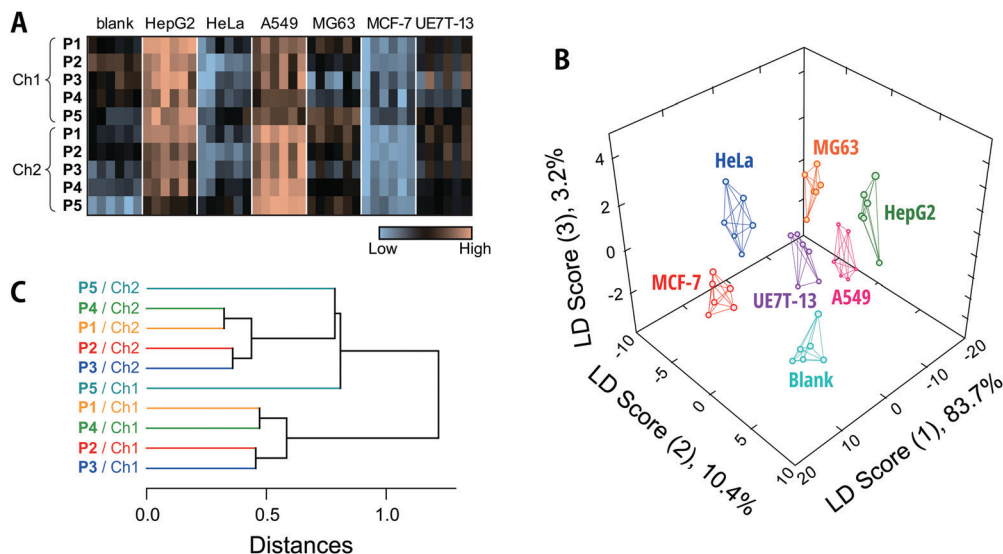 A
blank HepG2 HeLa A549 MG63 MCF-7 UE7T-13
Ch1
P1
P2
P3
P4
P5
Ch2
P1
P2
P3
P4
P5
Low High
B
LD Score (3), 3.2%
4
2
0
-2
HeLa
MG63
HepG2
MCF-7
UE7T-13
A549
Blank
-10
-5
0
5
10
LD Score (2), 10.4%
20
10
0
-10
-20
LD Score (1), 83.7%
C
P5 / Ch2
P4 / Ch2
P1 / Ch2
P2 / Ch2
P3 / Ch2
P5 / Ch1
P1 / Ch1
P4 / Ch1
P2 / Ch1
P3 / Ch1
0.0 0.5 1.0
Distances